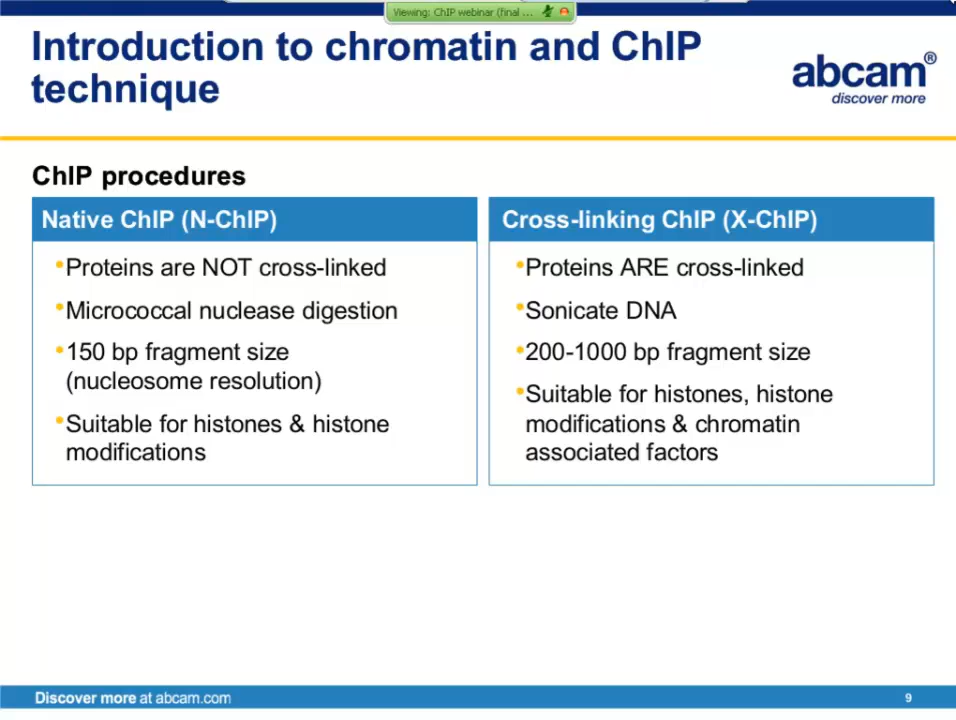 Viewing: ChIP webinar (final ...
Introduction to chromatin and ChIP
technique
abcam®
discover more
ChIP procedures
Native ChIP (N-ChIP)
•Proteins are NOT cross-linked
•Micrococcal nuclease digestion
•150 bp fragment size
(nucleosome resolution)
•Suitable for histones & histone
modifications
Cross-linking ChIP (X-ChIP)
•Proteins ARE cross-linked
•Sonicate DNA
•200-1000 bp fragment size
•Suitable for histones, histone
modifications & chromatin
associated factors
Discover more at abcam.com
9